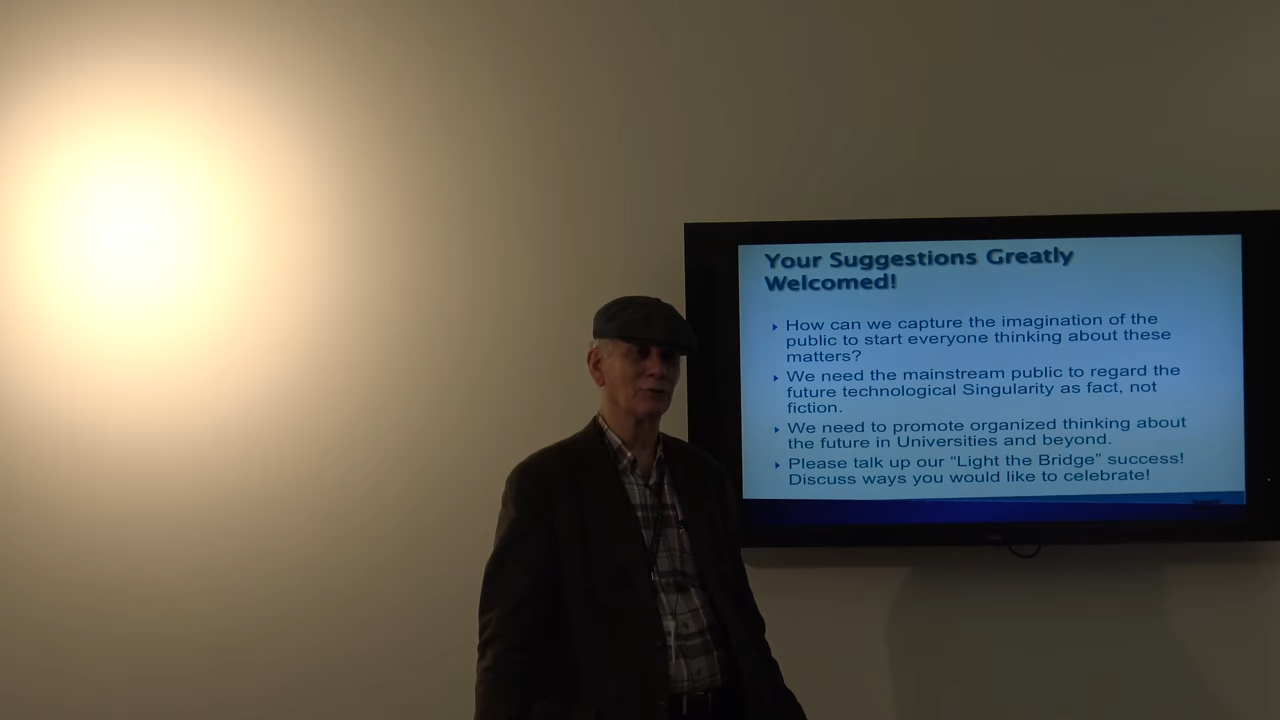 Your Suggestions Greatly
Welcomed!
How can we capture the imagination of the
public to start everyone thinking about these
matters?
We need the mainstream public to regard the
future technological Singularity as fact, not
fiction.
We need to promote organized thinking about
the future in Universities and beyond.
Please talk up our “Light the Bridge” success!
Discuss ways you would like to celebrate!